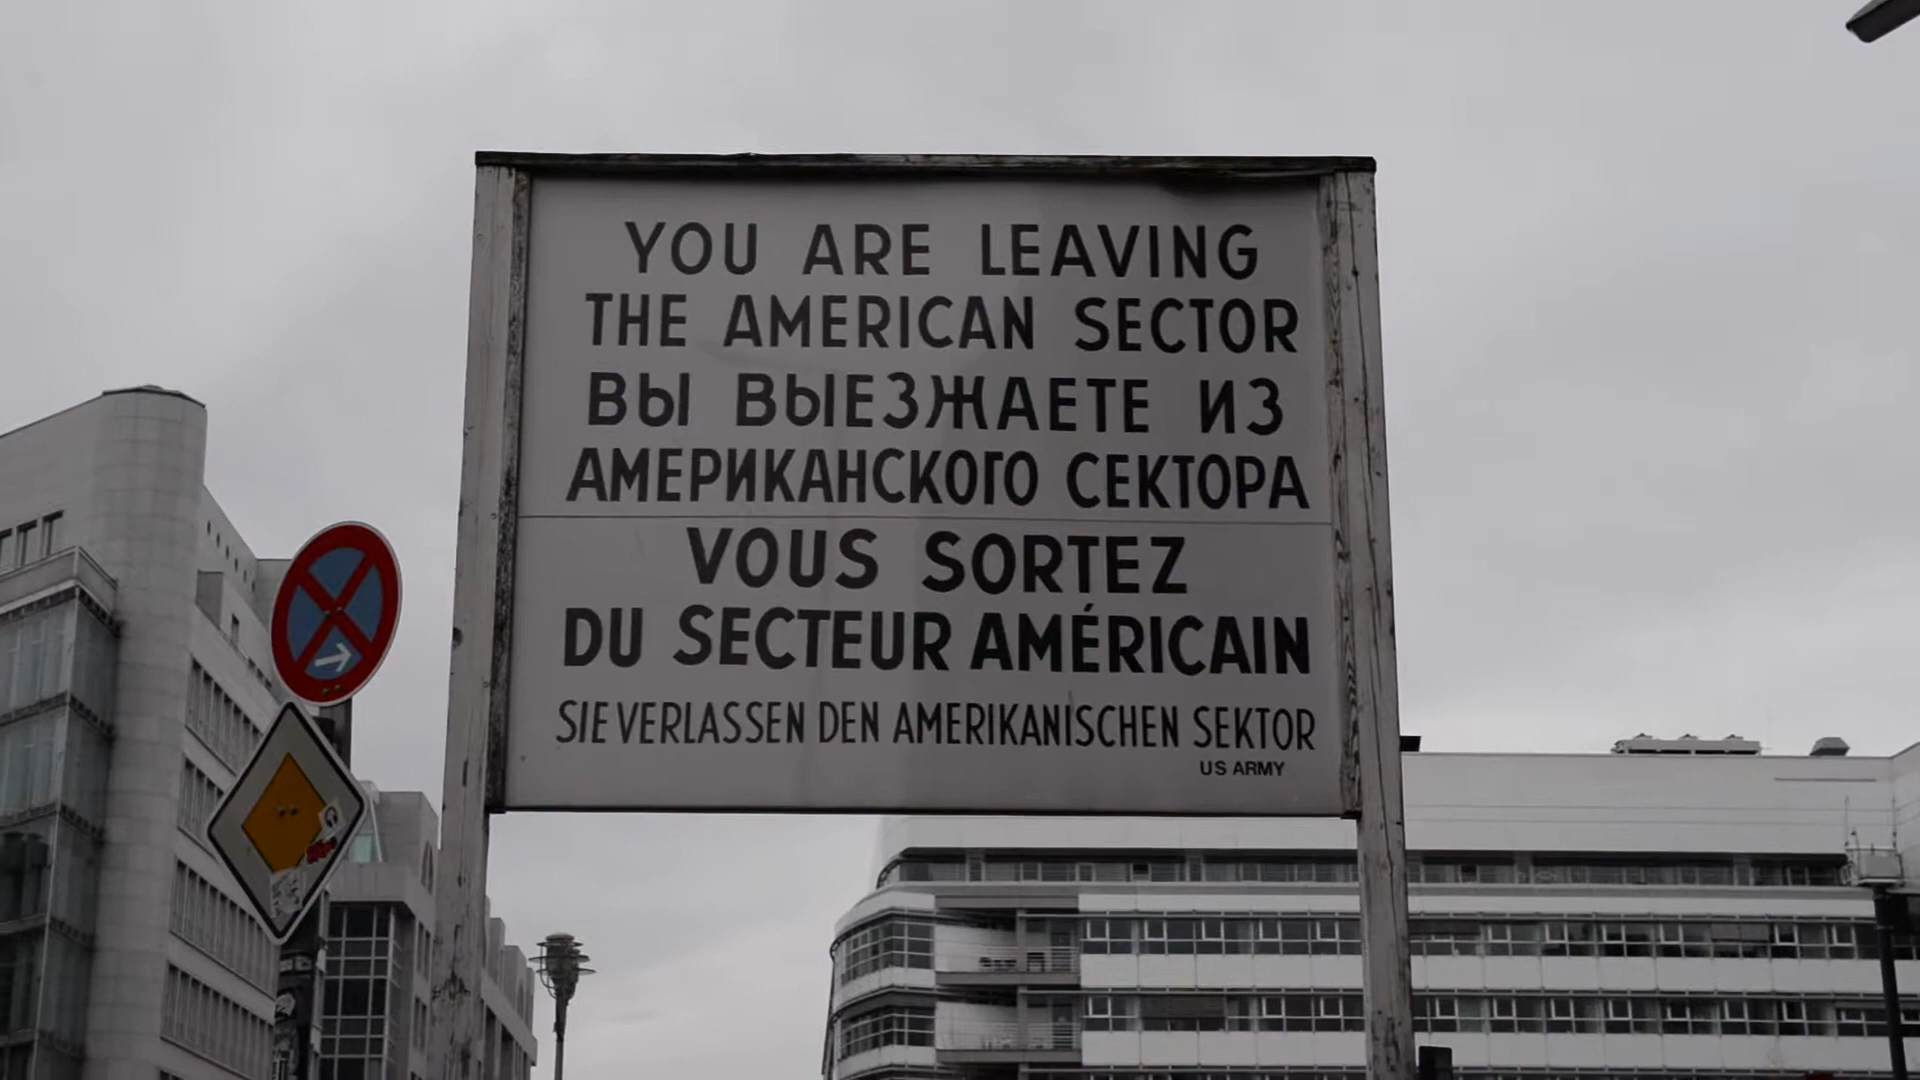 YOU ARE LEAVING
THE AMERICAN SECTOR
ВЫ ВЫЕЗЖАЕТЕ ИЗ
АМЕРИКАНСКОГО СЕКТОРА
VOUS SORTEZ
DU SECTEUR AMÉRICAIN
SIE VERLASSEN DEN AMERIKANISCHEN SEKTOR
US ARMY